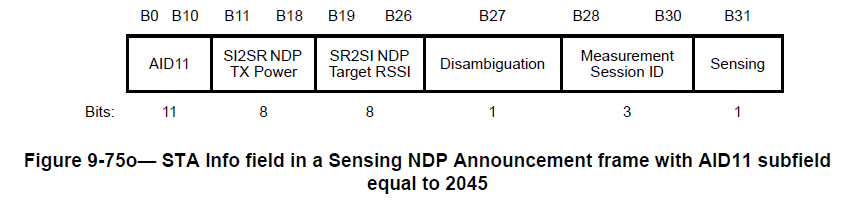 B0 B10 B11 B18 B19 B26 B27 B28 B30 B31
AID11
SI2SR NDP
TX Power
SR2SI NDP
Target RSSI
Disambiguation
Measurement
Session ID
Sensing
Bits: 11 8 8 1 3 1
Figure 9-75o— STA Info field in a Sensing NDP Announcement frame with AID11 subfield
equal to 2045